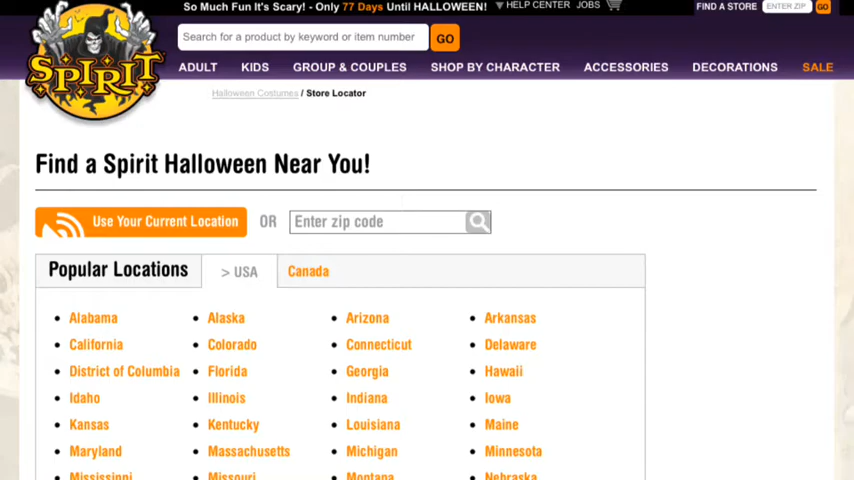 So Much Fun It's Scary! - Only 77 Days Until HALLOWEEN! HELP CENTER JOBS FIND A STORE ENTER ZIP GO
SPIRIT
Search for a product by keyword or item number GO
ADULT KIDS GROUP & COUPLES SHOP BY CHARACTER ACCESSORIES DECORATIONS SALE
Halloween Costumes / Store Locator
Find a Spirit Halloween Near You!
Use Your Current Location OR Enter zip code
Popular Locations > USA Canada
Alabama Alaska Arizona Arkansas
California Colorado Connecticut Delaware
District of Columbia Florida Georgia Hawaii
Idaho Illinois Indiana Iowa
Kansas Kentucky Louisiana Maine
Maryland Massachusetts Michigan Minnesota
Mississippi Missouri Montana Nebraska